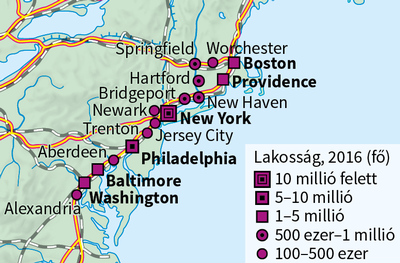 Springfield Worchester
Boston
Hartford
Providence
Bridgeport
New Haven
Newark
New York
Trenton
Jersey City
Aberdeen
Philadelphia
Baltimore
Washington
Alexandria
Lakosság, 2016 (fő)
10 millió felett
5–10 millió
1–5 millió
500 ezer–1 millió
100–500 ezer